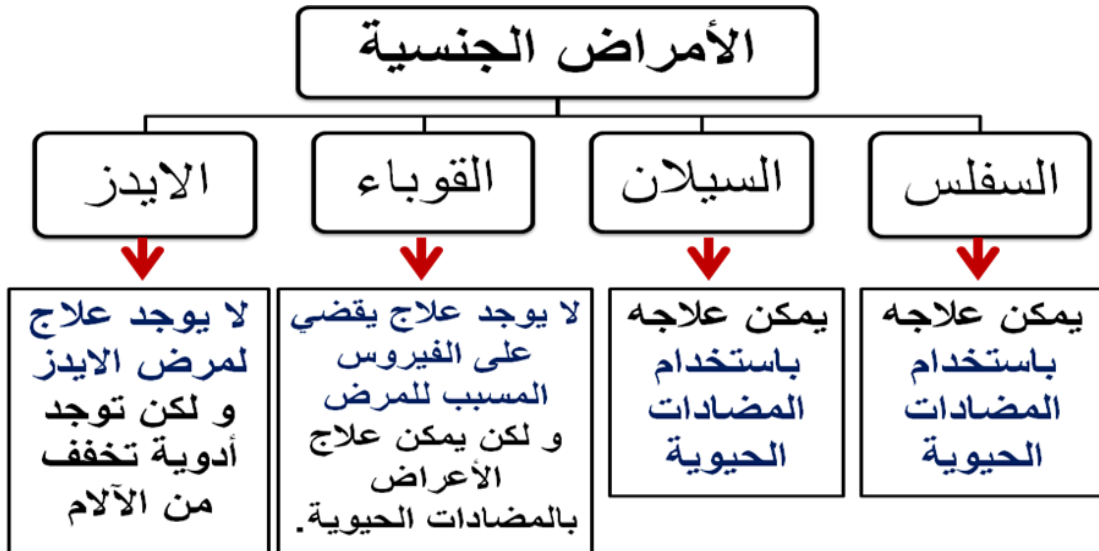 الأمراض الجنسية
السفلس
السيلان
القوباء
الايدز
يمكن علاجه
باستخدام
المضادات
الحيوية
يمكن علاجه
باستخدام
المضادات
الحيوية
لا يوجد علاج يقضي
على الفيروس
المسبب للمرض
و لكن يمكن علاج
الأعراض
بالمضادات الحيوية.
لا يوجد علاج
لمرض الايدز
و لكن توجد
أدوية تخفف
من الآلام